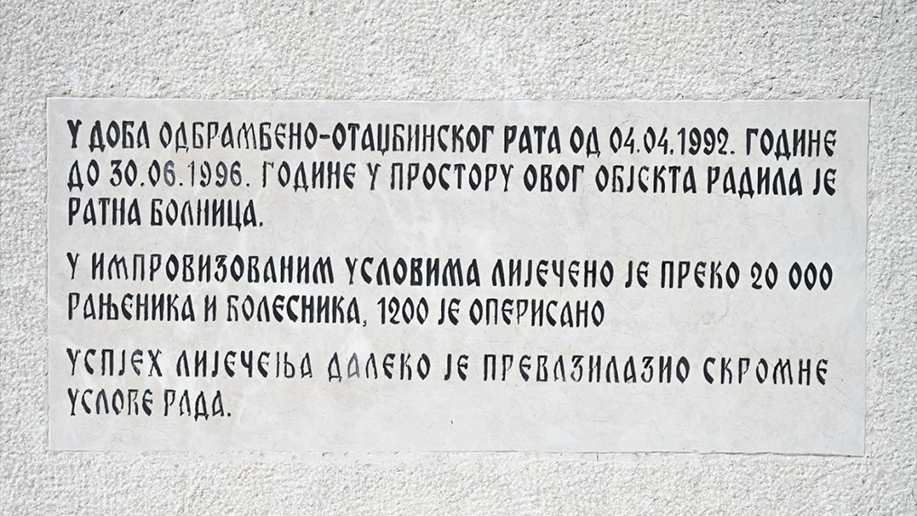 У ДОБА ОДБРАМБЕНО-ОТАЏБИНСКОГ РАТА ОД 04.04.1992. ГОДИНЕ
ДО 30.06.1996. ГОДИНЕ У ПРОСТОРУ ОВОГ ОБЈЕКТА РАДИЛА ЈЕ
РАТНА БОЛНИЦА.
У ИМПРОВИЗОВАНИМ УСЛОВИМА ЛИЈЕЧЕНО ЈЕ ПРЕКО 20 000
РАЊЕНИКА И БОЛЕСНИКА, 1200 ЈЕ ОПЕРИСАНО
УСПЈЕХ ЛИЈЕЧЕЊА ДАЛЕКО ЈЕ ПРЕВАЗИЛАЗИО СКРОМНЕ
УСЛОВЕ РАДА.